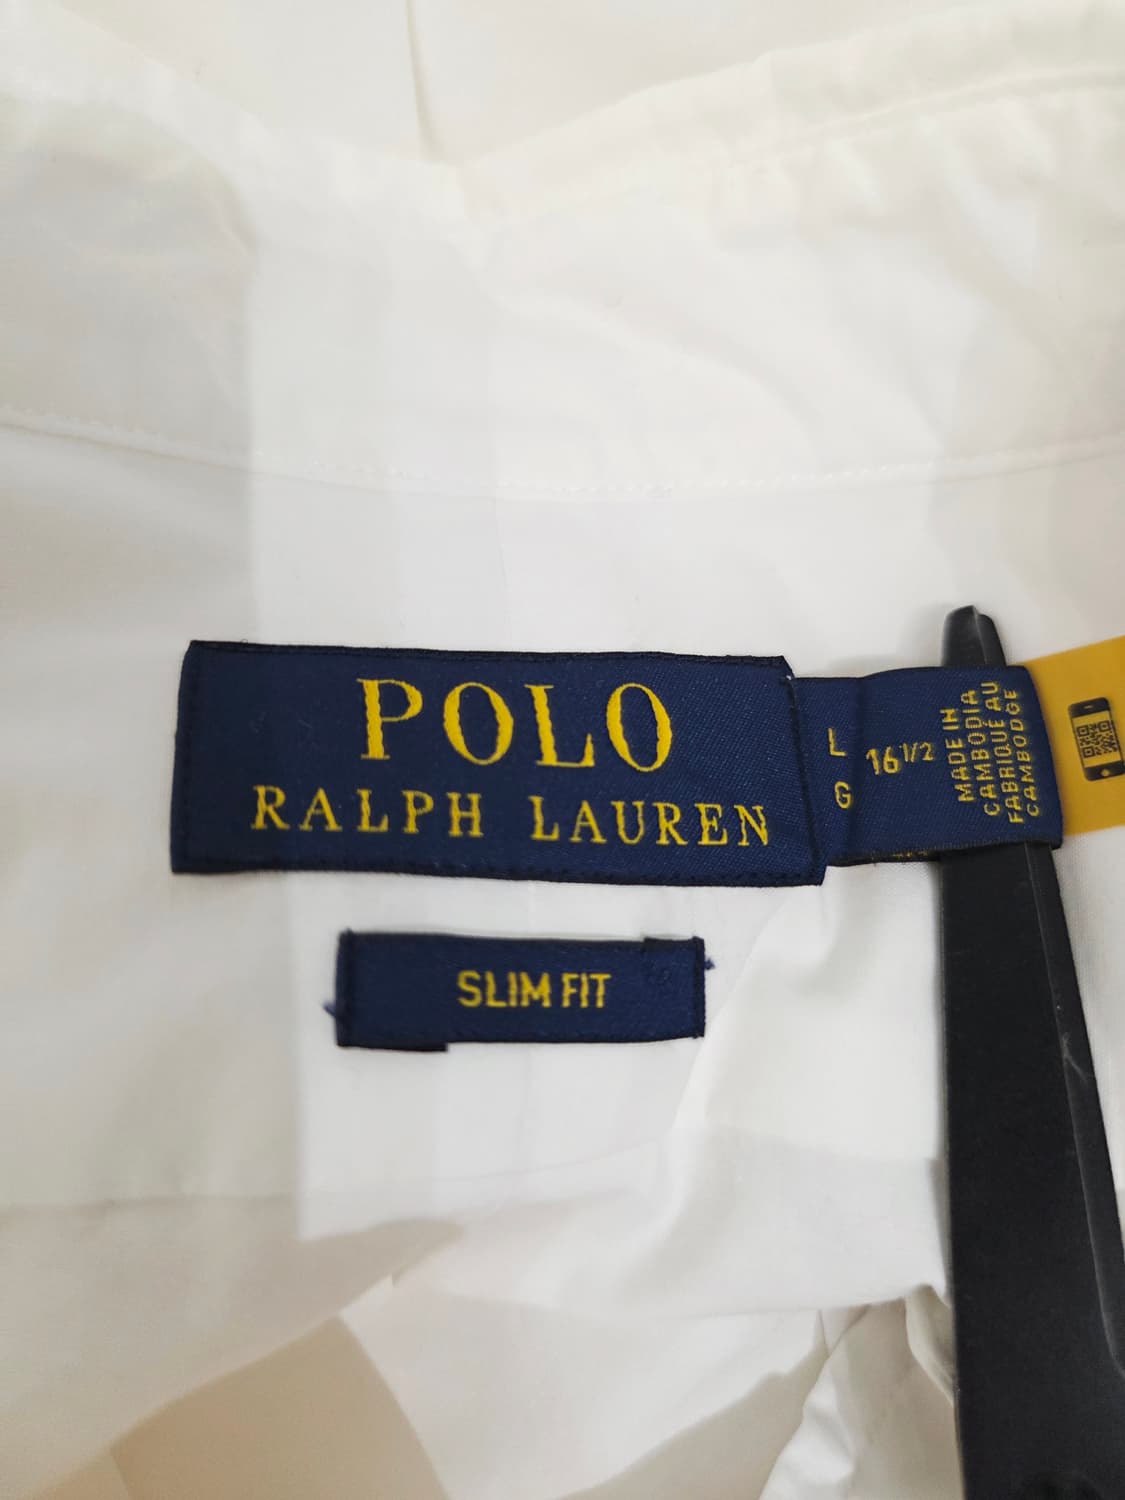 POLO
RALPH LAUREN
L
G
16 1/2
MADE IN
CAMBODIA
FABRIQUÉ AU
CAMBODGE
SLIM FIT